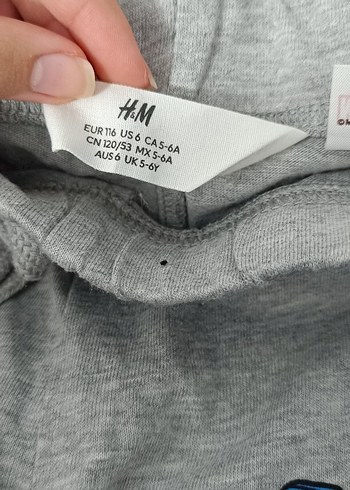 H&M
EUR 116 US 6 CA 5-6A
CN 120/53 MX 5-6A
AUS 6 UK 5-6Y